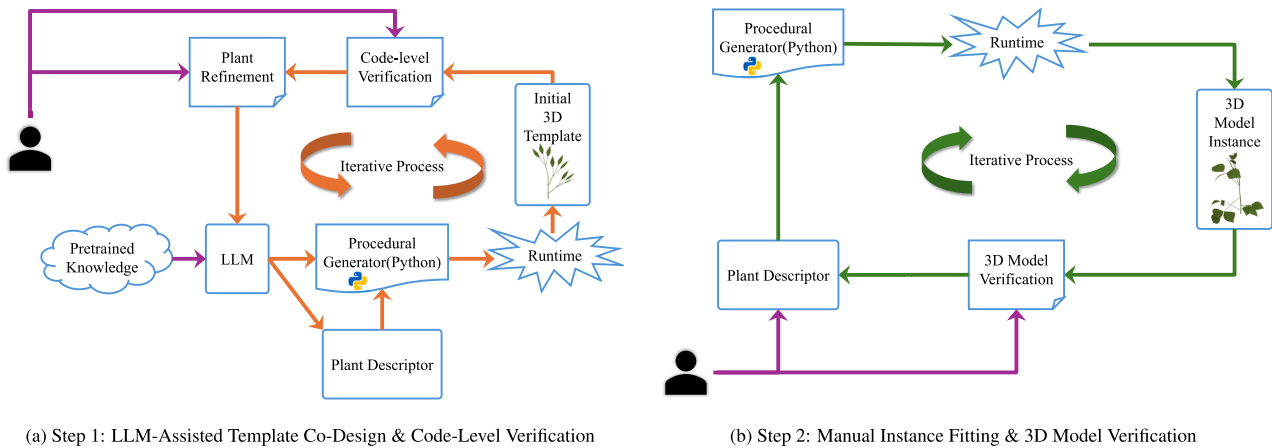 Plant
Refinement
Code-level
Verification
Initial
3D
Template
Iterative Process
Pretrained
Knowledge
LLM
Procedural
Generator(Python)
Runtime
Plant Descriptor
(a) Step 1: LLM-Assisted Template Co-Design & Code-Level Verification
Procedural
Generator(Python)
Runtime
3D
Model
Instance
Iterative Process
Plant Descriptor
3D Model
Verification
(b) Step 2: Manual Instance Fitting & 3D Model Verification